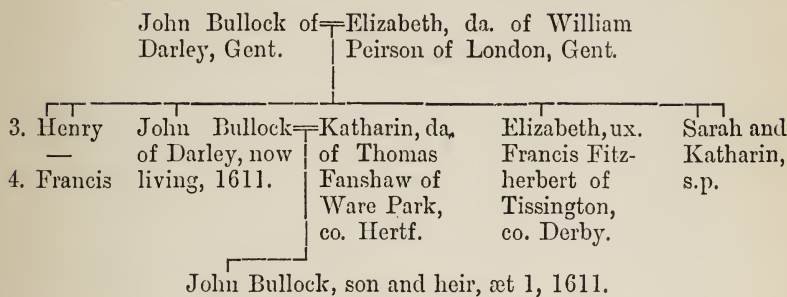 John Bullock of Elizabeth, da. of William
Darley, Gent. Peirson of London, Gent.
3. Henry John Bullock Katharin, da. Elizabeth, ux. Sarah and
— of Darley, now of Thomas Francis Fitz- Katharin,
4. Francis living, 1611. Fanshaw of herbert of s.p.
Ware Park, Tissington,
co. Hertf. co. Derby.
John Bullock, son and heir, æt 1, 1611.